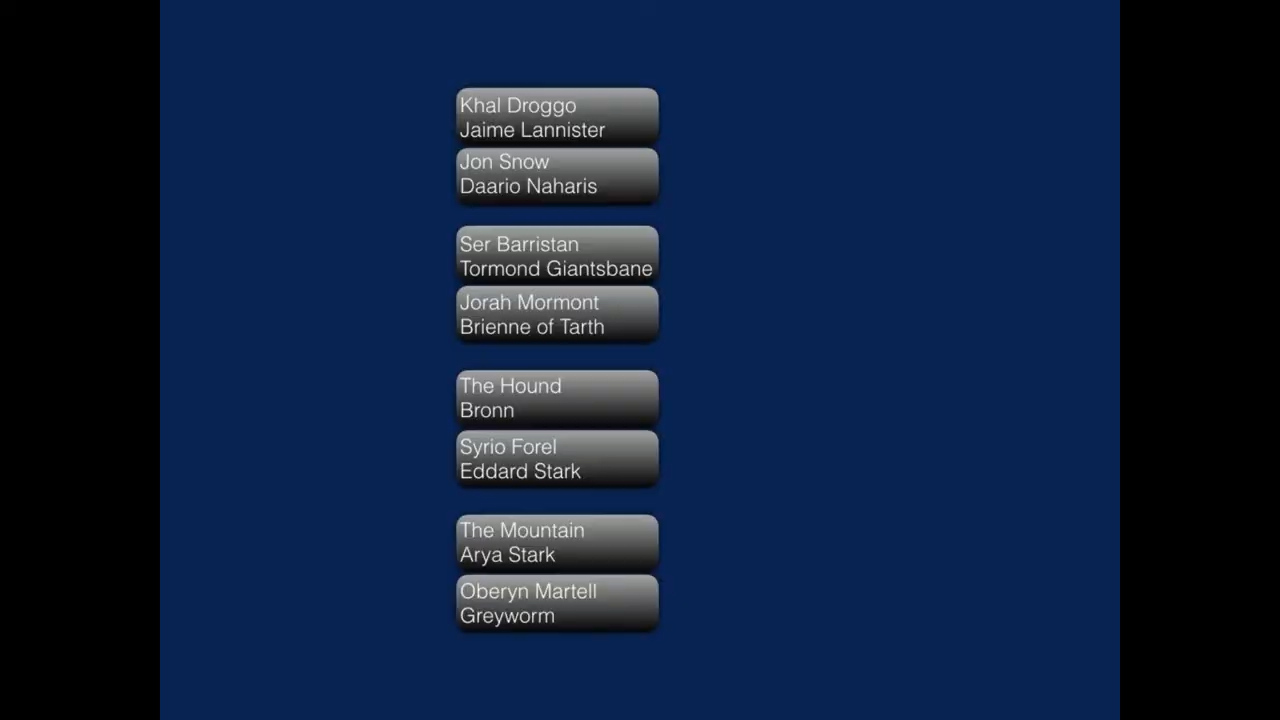 Khal Droggo
Jaime Lannister
Jon Snow
Daario Naharis
Ser Barristan
Tormond Giantsbane
Jorah Mormont
Brienne of Tarth
The Hound
Bronn
Syrio Forel
Eddard Stark
The Mountain
Arya Stark
Oberyn Martell
Greyworm